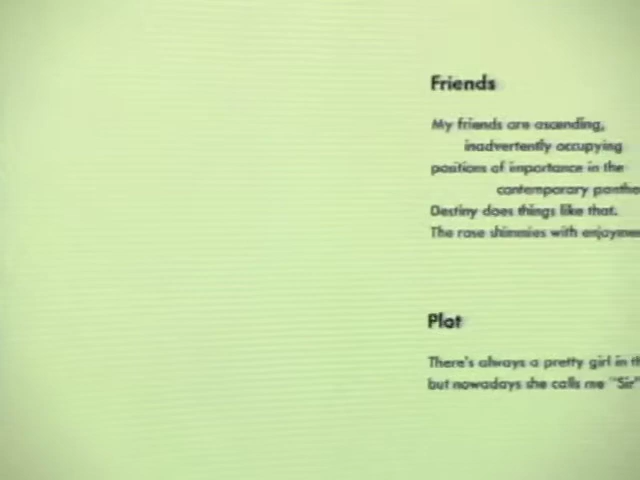 Friends
My friends are ascending,
inadvertently occupying
positions of importance in the
contemporary
Destiny does things like that.
The rose shimmies with
Plot
There's always a pretty girl in
but nowadays she calls me "Sir"